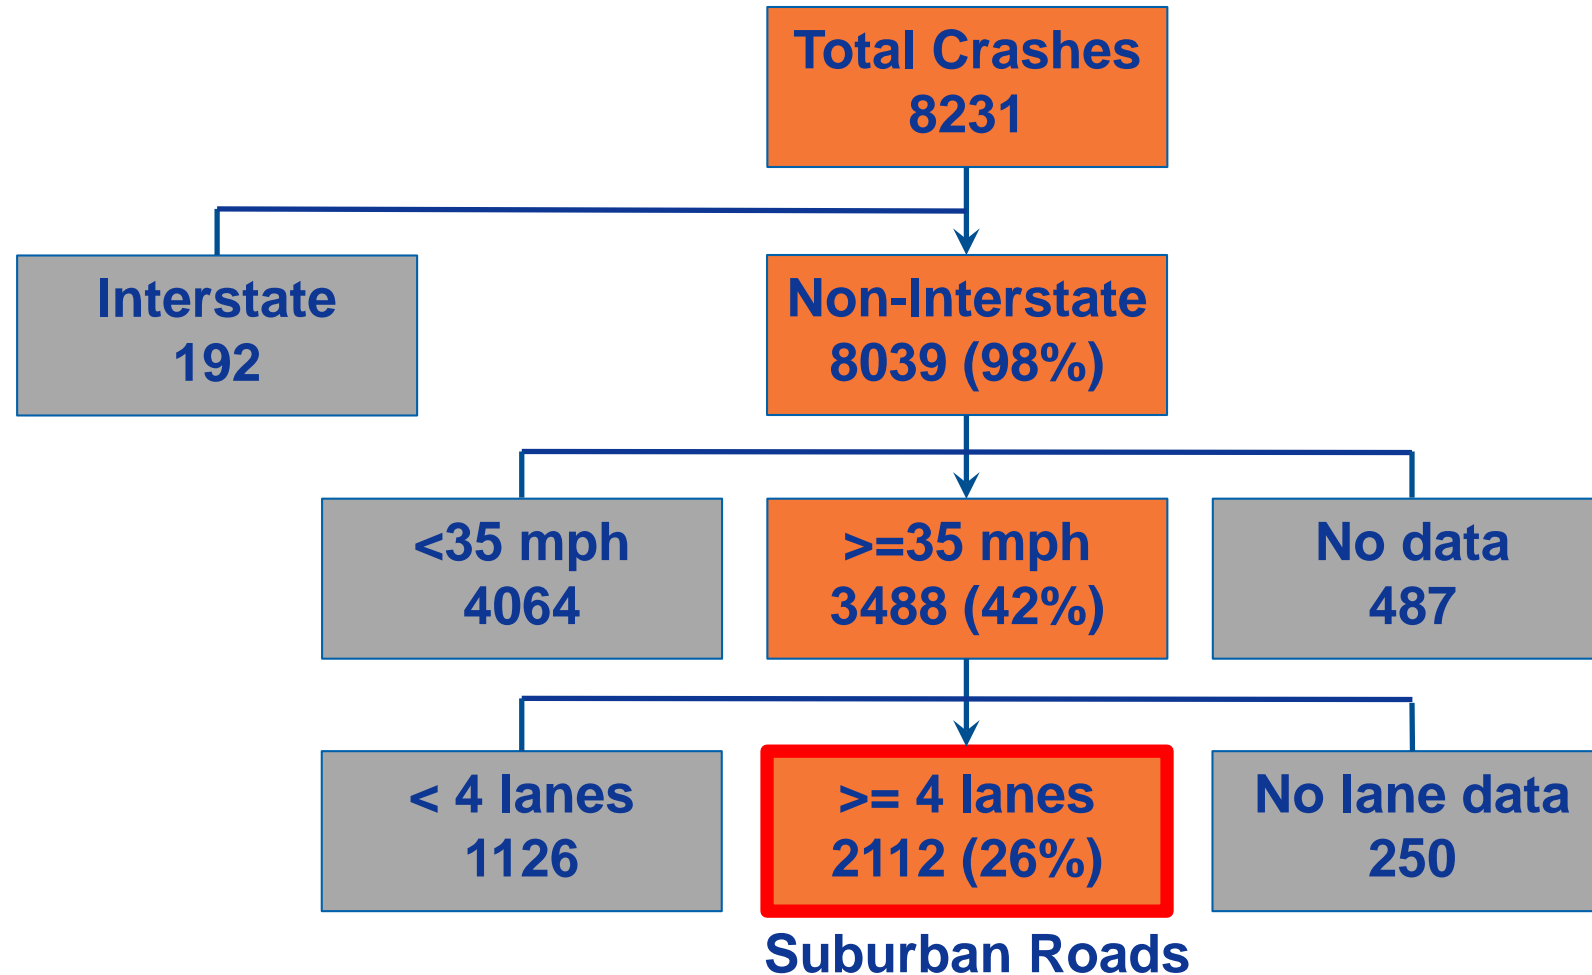 Total Crashes
8231
Interstate
192
Non-Interstate
8039 (98%)
<35 mph
4064
>=35 mph
3488 (42%)
No data
487
< 4 lanes
1126
>= 4 lanes
2112 (26%)
No lane data
250
Suburban Roads